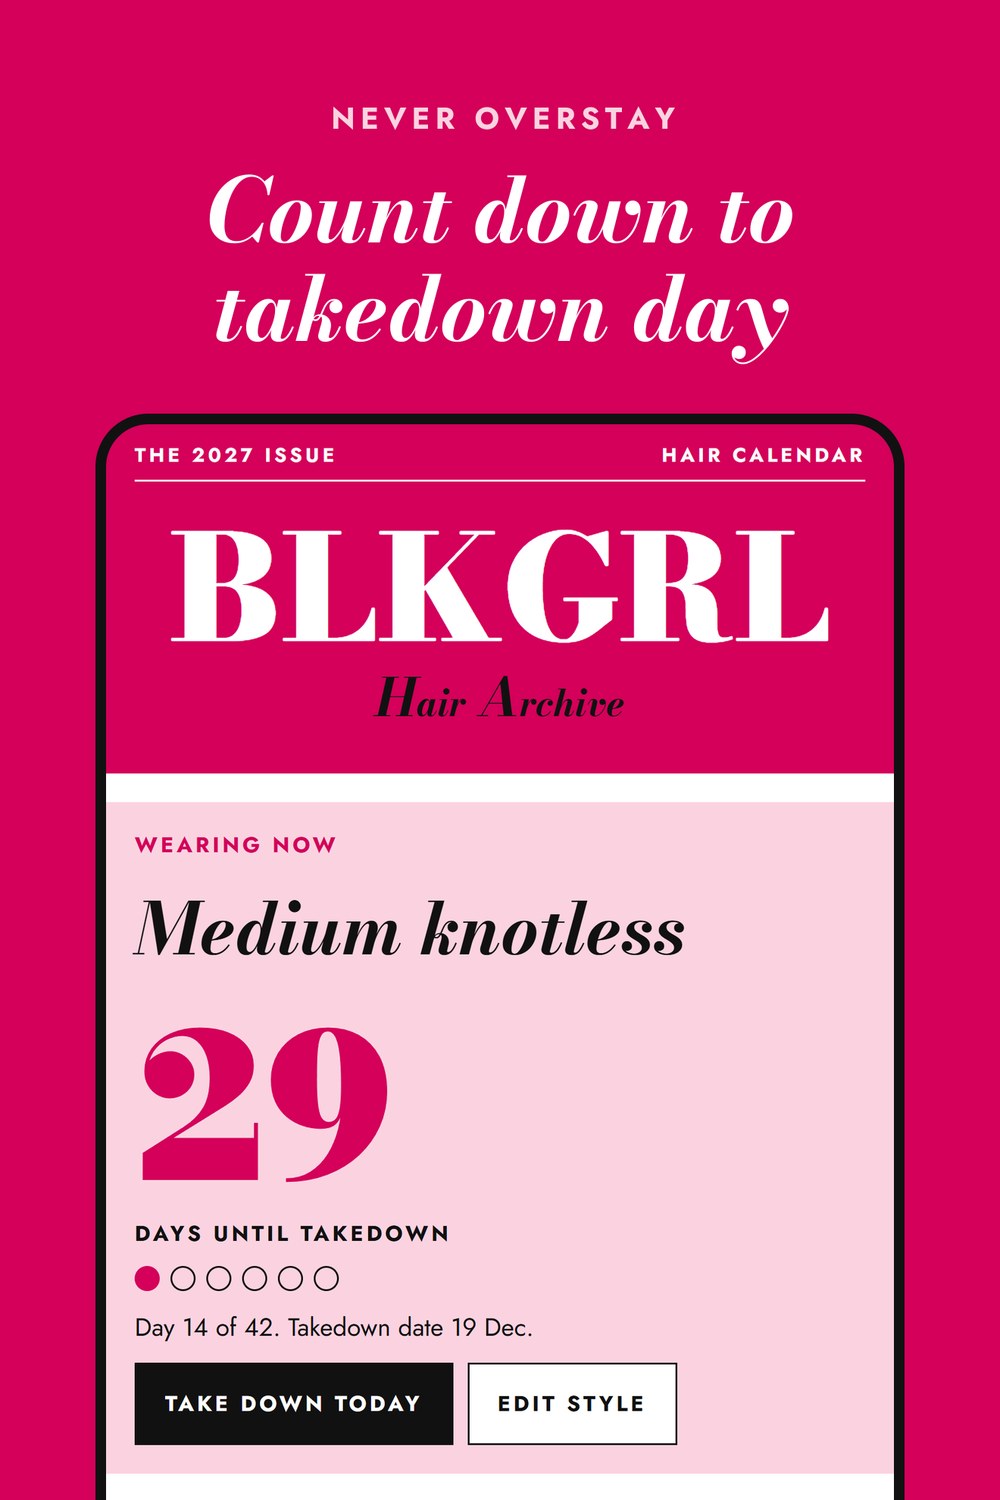 NEVER OVERSTAY
Count down to
takedown day
THE 2027 ISSUE
HAIR CALENDAR
BLKGRL
Hair Archive
WEARING NOW
Medium knotless
29
DAYS UNTIL TAKEDOWN
Day 14 of 42. Takedown date 19 Dec.
TAKE DOWN TODAY
EDIT STYLE